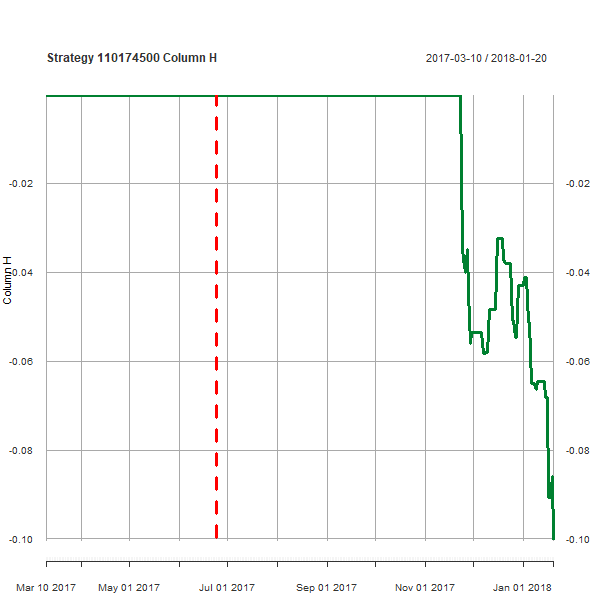 Strategy 110174500 Column H 2017-03-10 / 2018-01-20
-0.02 -0.02
Column H
-0.04 -0.04
-0.06 -0.06
-0.08 -0.08
-0.10 -0.10
Mar 10 2017 May 01 2017 Jul 01 2017 Sep 01 2017 Nov 01 2017 Jan 01 2018